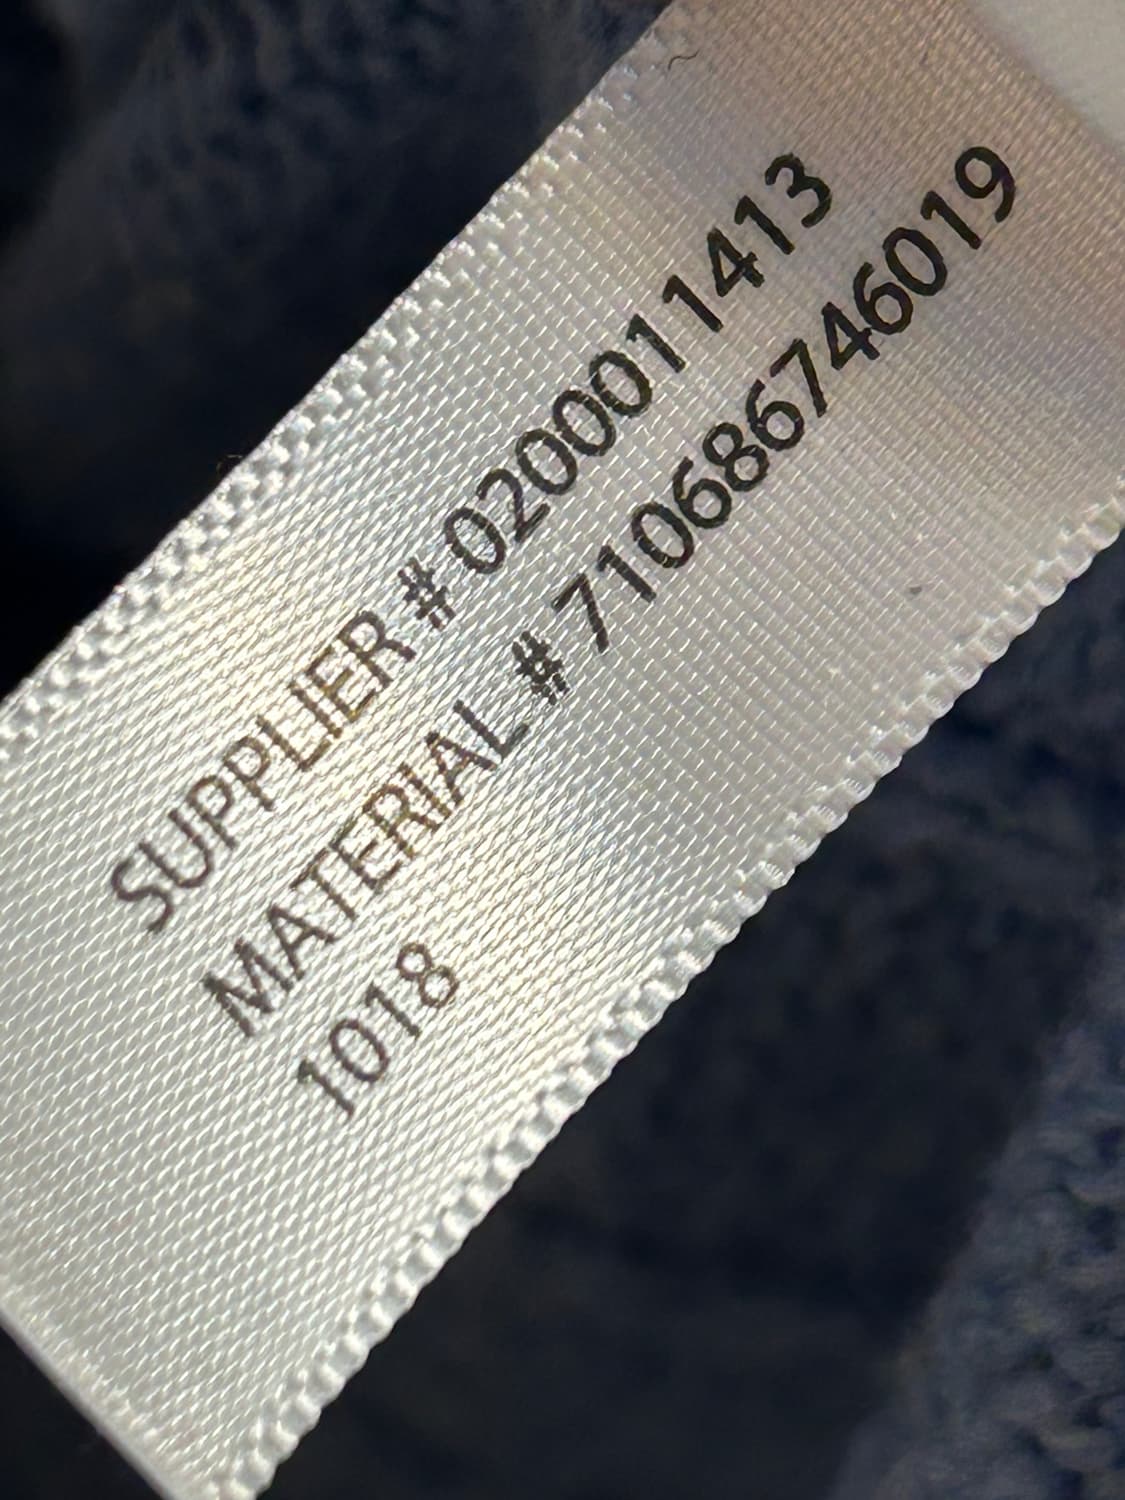 SUPPLIER # 0200011413
MATERIAL # 710686746019
1018